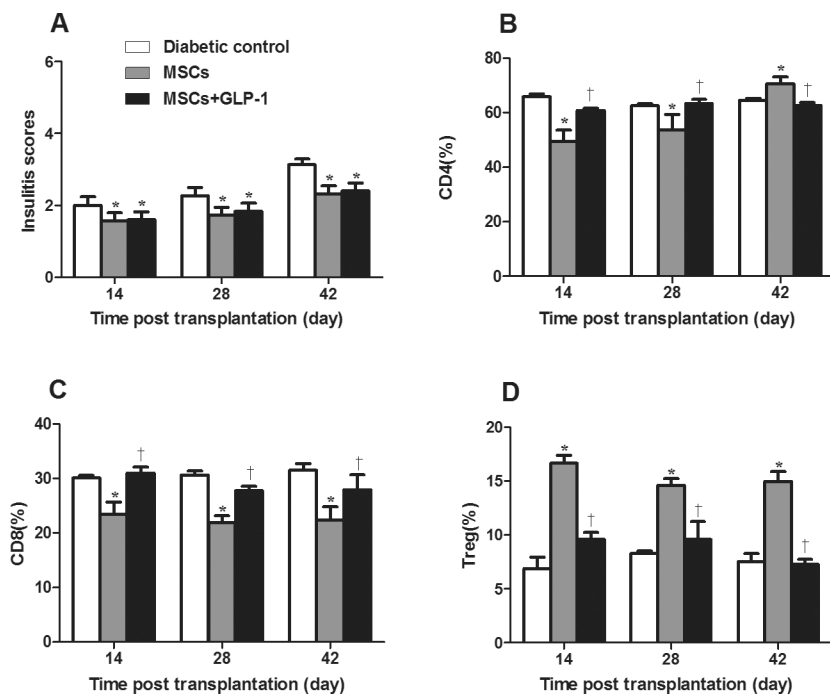 A
Diabetic control
MSCs
MSCs+GLP-1
Insulitis scores
6
4
2
0
* * * * * *
14 28 42
Time post transplantation (day)
B
CD4(%)
80
60
40
20
0
* † * † * †
14 28 42
Time post transplantation (day)
C
CD8(%)
40
30
20
10
0
* † * † * †
14 28 42
Time post transplantation (day)
D
Treg(%)
20
15
10
5
0
* † * † * †
14 28 42
Time post transplantation (day)